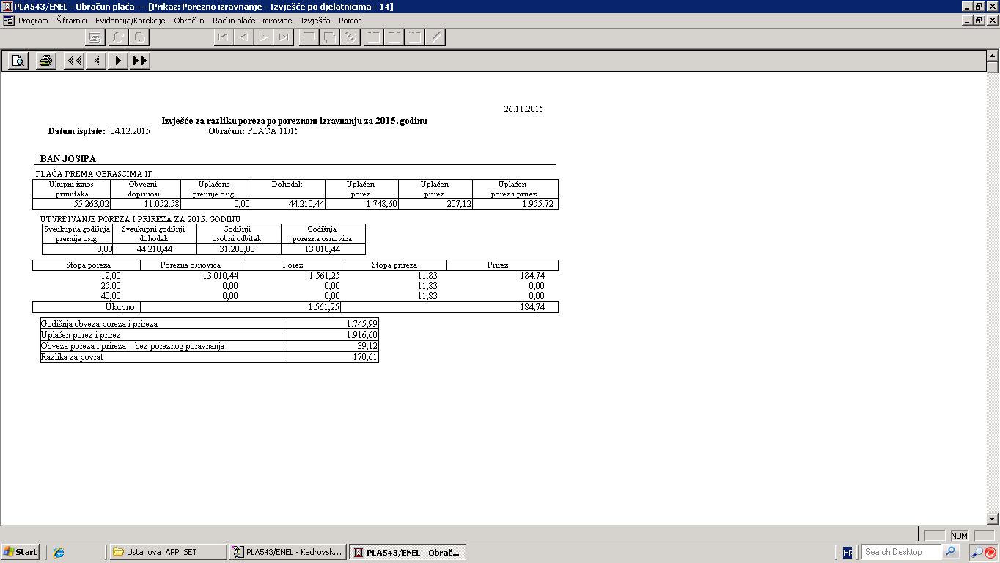 PLA543/ENEL - Obračun plaća - - [Prikaz: Porezno izravnanje - Izvješće po djelatnicima - 14]
Program Šifrarnici Evidencija/Korekcije Obračun Račun plaće - mirovine Izvješća Pomoć
26.11.2015
Izvješće za razliku poreza po poreznom izravnanju za 2015. godinu
Datum isplate: 04.12.2015 Obračun: PLAĆA 11/15
BAN JOSIPA
PLAĆA PREMA OBRASCIMA IP
Ukupni iznos Obvezni Uplaćene Dohodak Uplaćen Uplaćen Uplaćen
primitaka doprinosi premije osig. porez prirez porez i prirez
55.263,02 11.052,58 0,00 44.210,44 1.748,60 207,12 1.955,72
UTVRĐIVANJE POREZA I PRIREZA ZA 2015. GODINU
Sveukupna godišnja Sveukupni godišnji Godišnji Godišnja
premija osig. dohodak osobni odbitak porezna osnovica
0,00 44.210,44 31.200,00 13.010,44
Stopa poreza Porezna osnovica Porez Stopa prireza Prirez
12,00 13.010,44 1.561,25 11,83 184,74
25,00 0,00 0,00 11,83 0,00
40,00 0,00 0,00 11,83 0,00
Ukupno: 1.561,25 184,74
Godišnja obveza poreza i prireza 1.745,99
Uplaćen porez i prirez 1.916,60
Obveza poreza i prireza - bez poreznog poravnanja 39,12
Razlika za povrat 170,61
NUM
Start Ustanova_APP_SET PLA543/ENEL - Kadrovsk... PLA543/ENEL - Obrač... HR Search Desktop